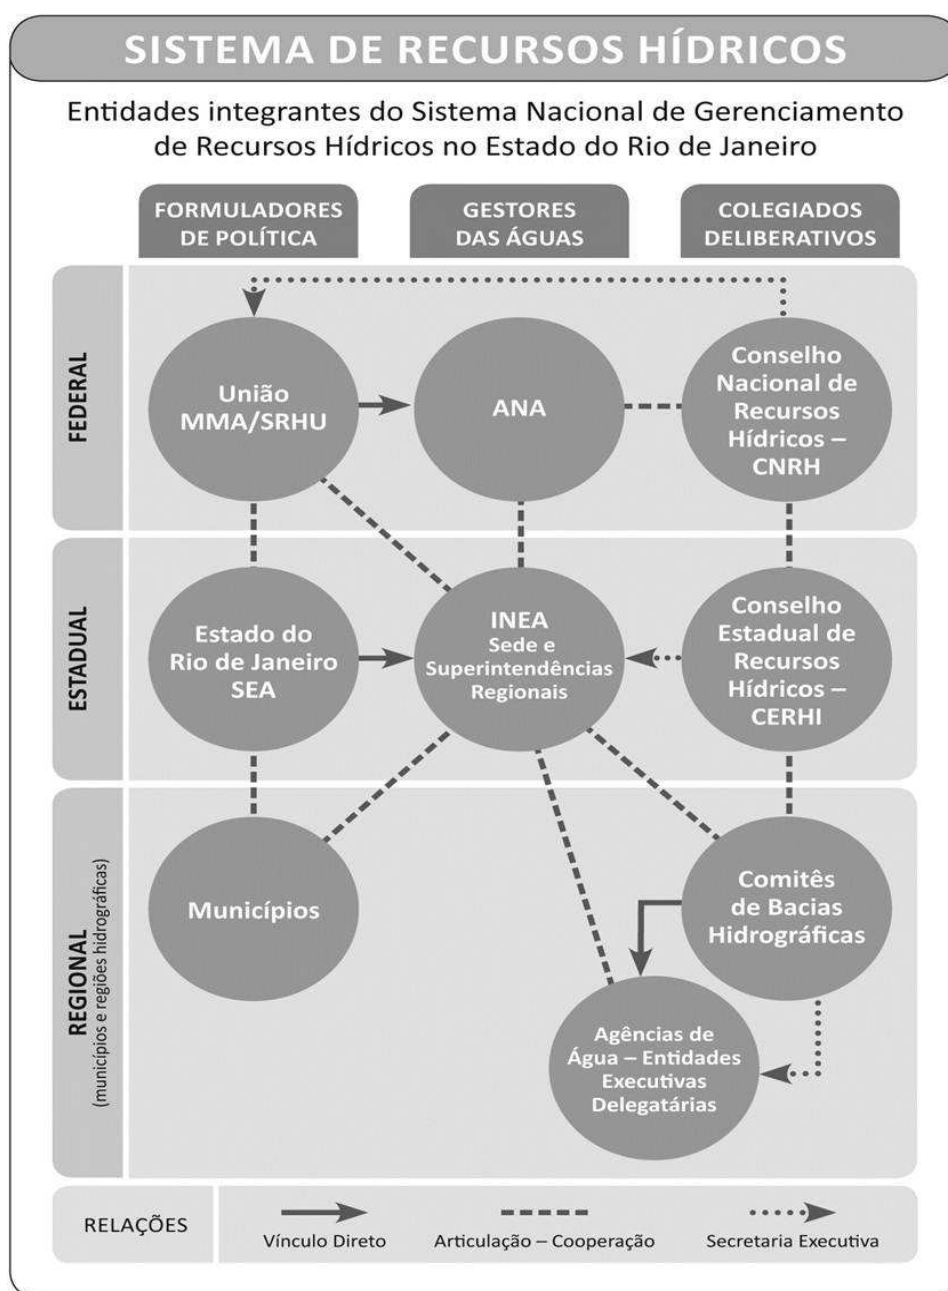 SISTEMA DE RECURSOS HÍDRICOS
Entidades integrantes do Sistema Nacional de Gerenciamento
de Recursos Hídricos no Estado do Rio de Janeiro
FORMULADORES
DE POLÍTICA
GESTORES
DAS ÁGUAS
COLEGIADOS
DELIBERATIVOS
FEDERAL
União
MMA/SRHU
ANA
Conselho
Nacional de
Recursos
Hídricos –
CNRH
ESTADUAL
Estado do
Rio de Janeiro
SEA
INEA
Sede e
Superintendências
Regionais
Conselho
Estadual de
Recursos
Hídricos –
CERHI
REGIONAL
(municípios e regiões hidrográficas)
Municípios
Comitês
de Bacias
Hidrográficas
Agências de
Água – Entidades
Executivas
Delegatárias
RELAÇÕES
Vínculo Direto
Articulação – Cooperação
Secretaria Executiva